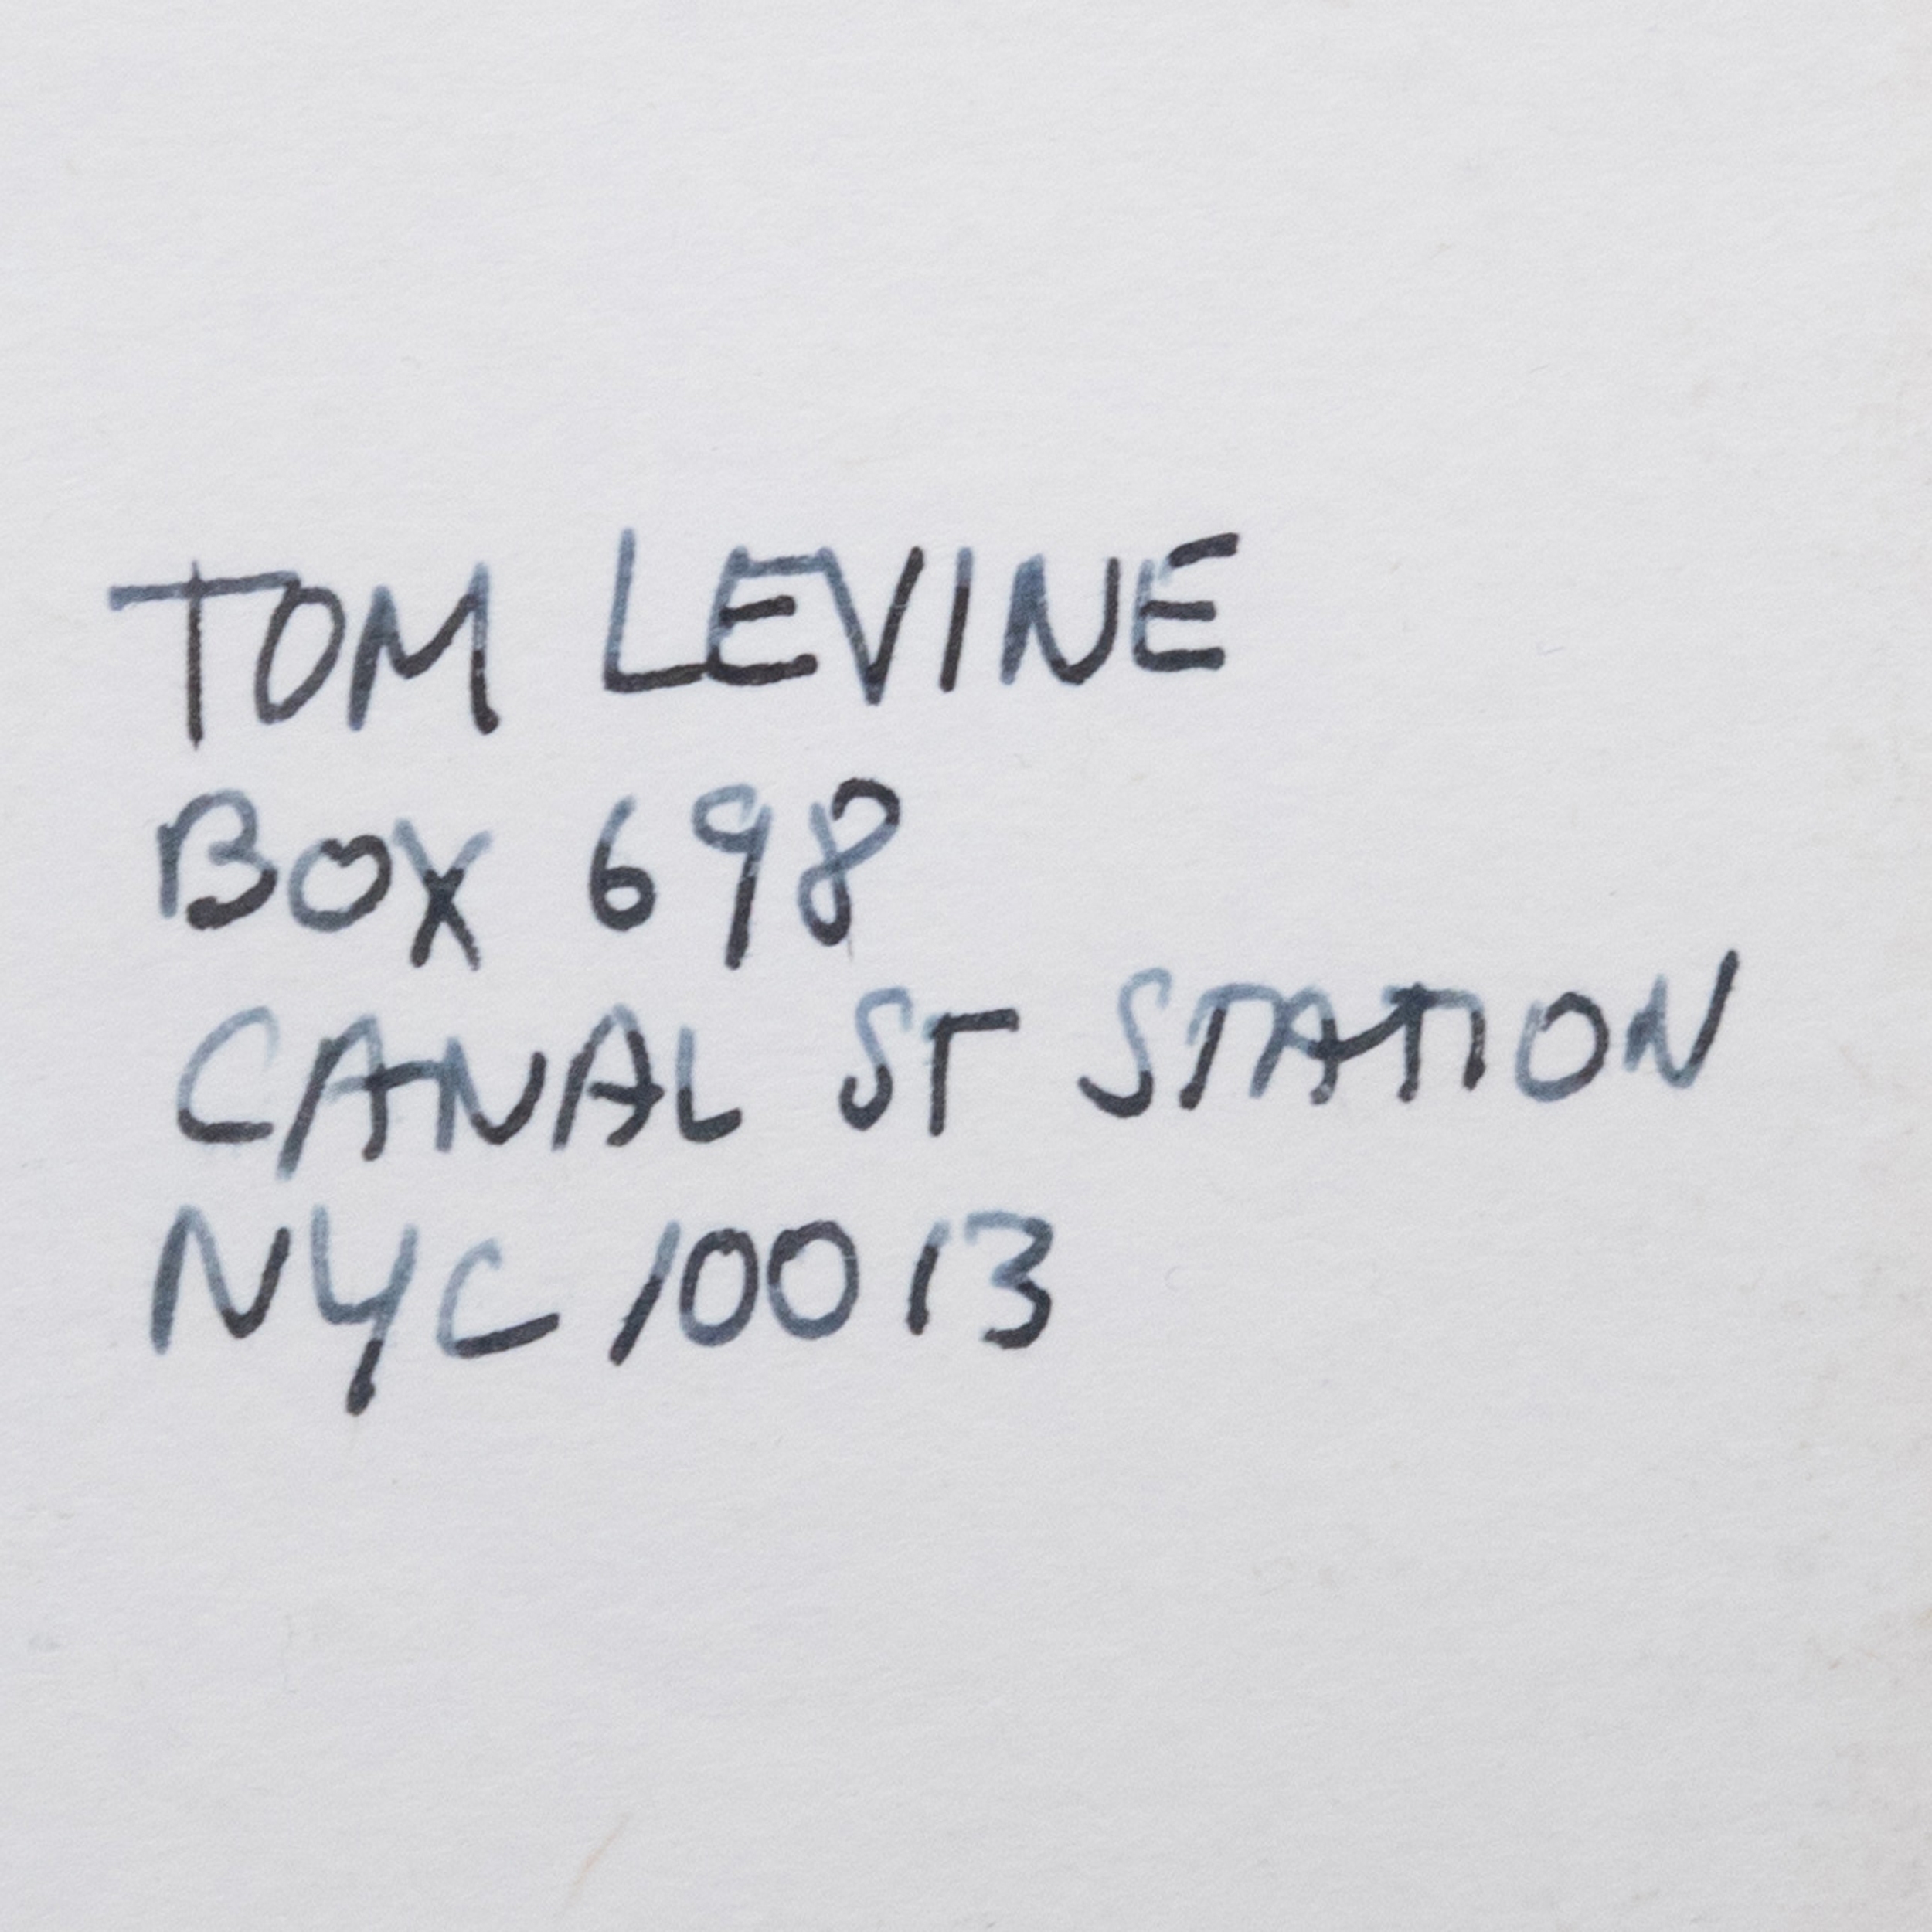 TOM LEVINE
BOX 698
CANAL ST STATION
NYC 10013